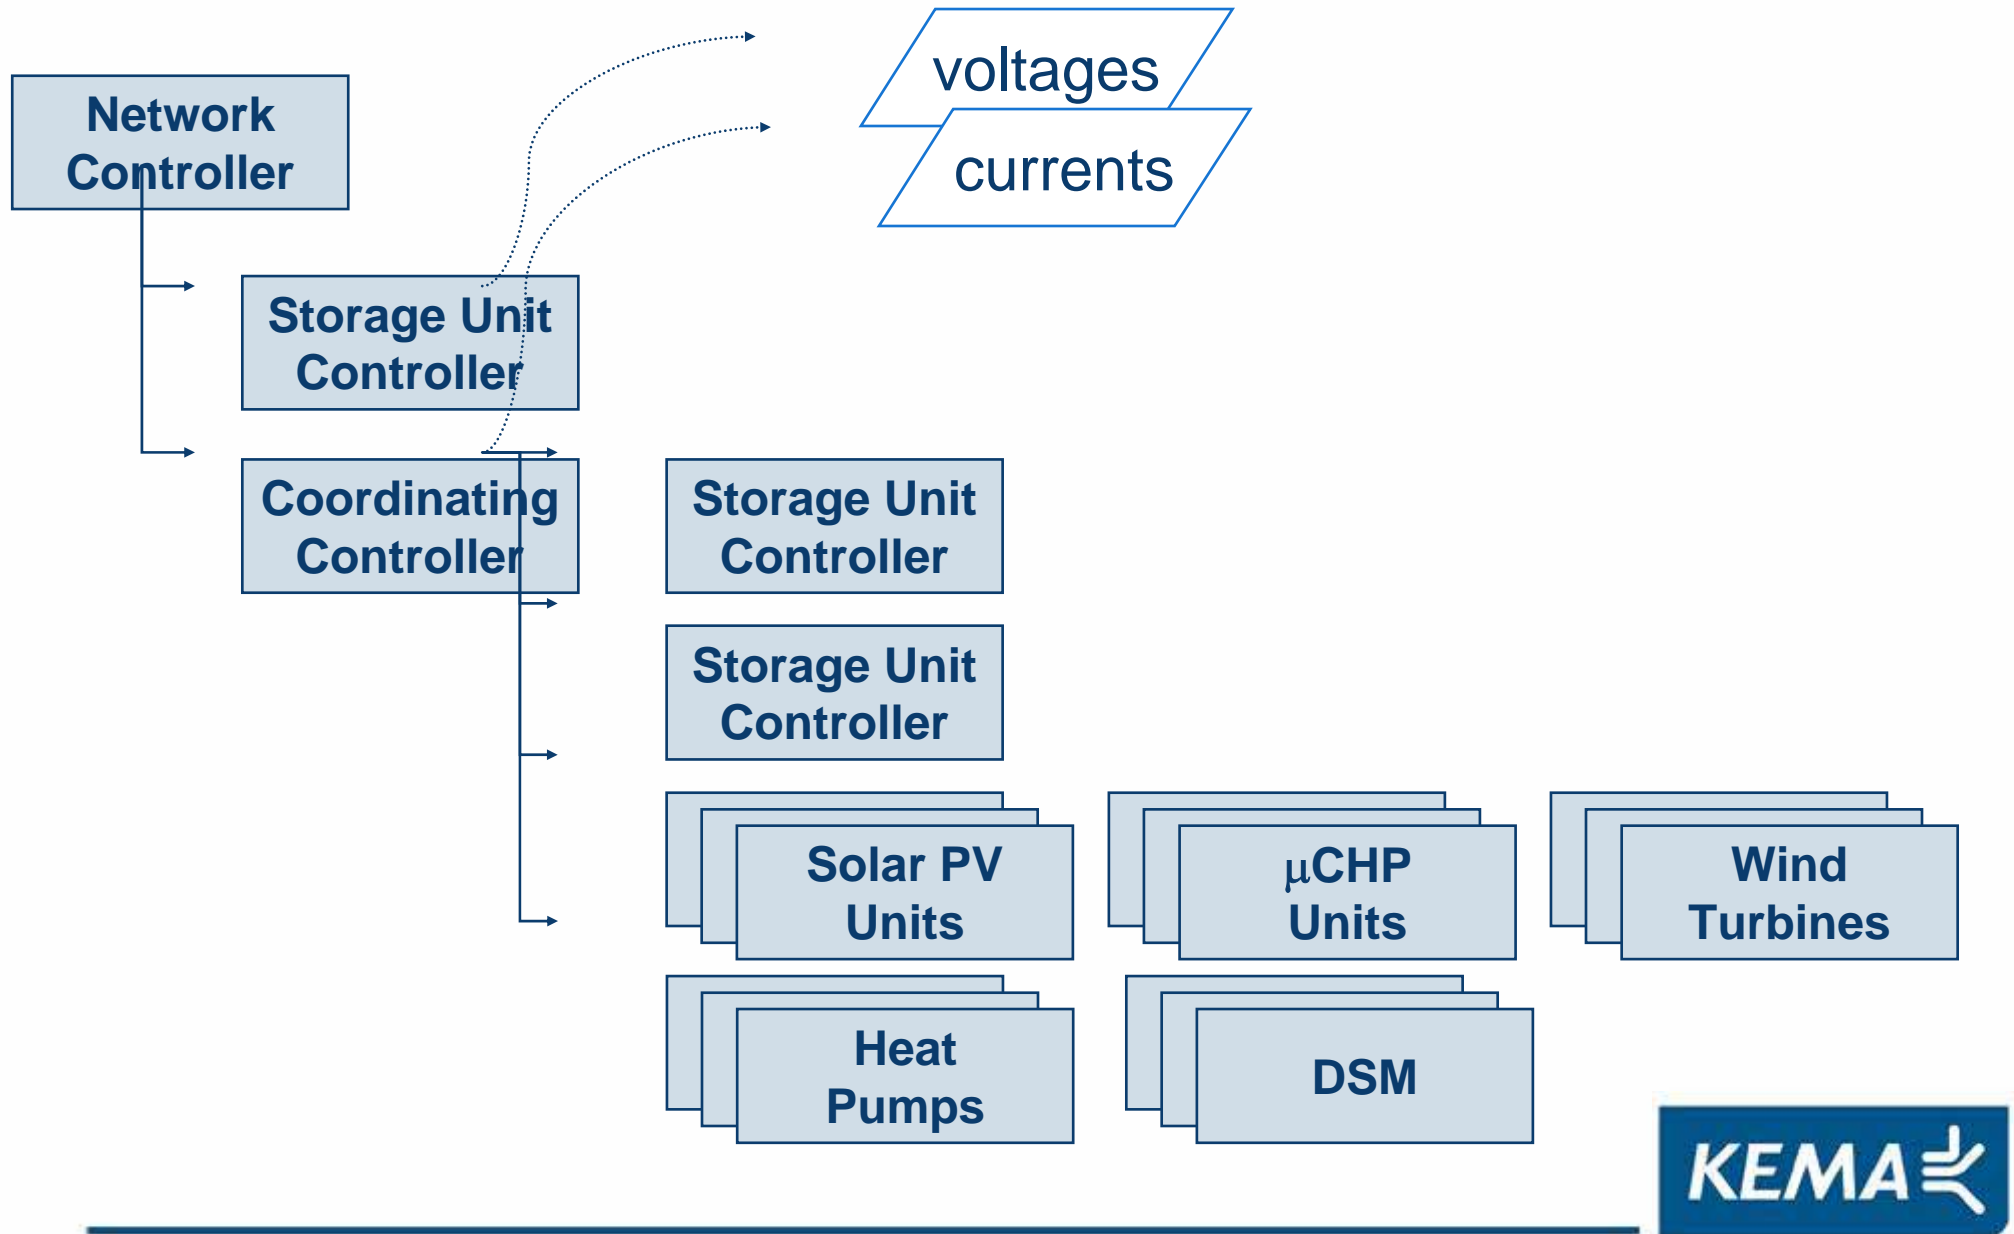 voltages
currents
Network
Controller
Storage Unit
Controller
Coordinating
Controller
Storage Unit
Controller
Storage Unit
Controller
Solar PV
Units
μCHP
Units
Wind
Turbines
Heat
Pumps
DSM
KEMA